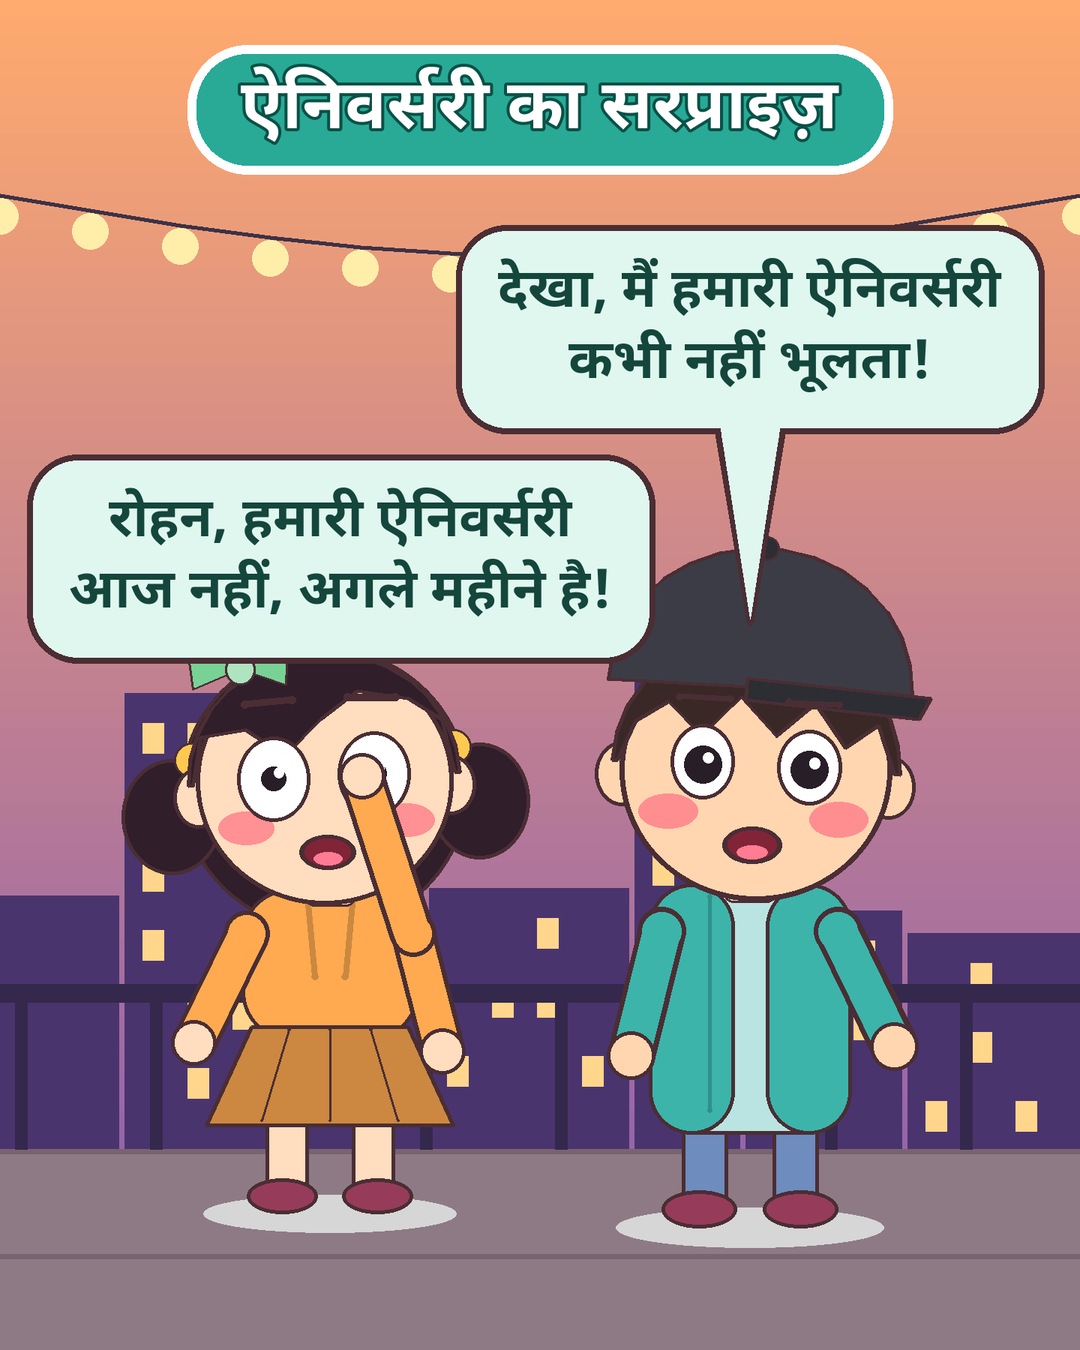 ऐनिवर्सरी का सरप्राइज़
देखा, मैं हमारी ऐनिवर्सरी
कभी नहीं भूलता!
रोहन, हमारी ऐनिवर्सरी
आज नहीं, अगले महीने है!